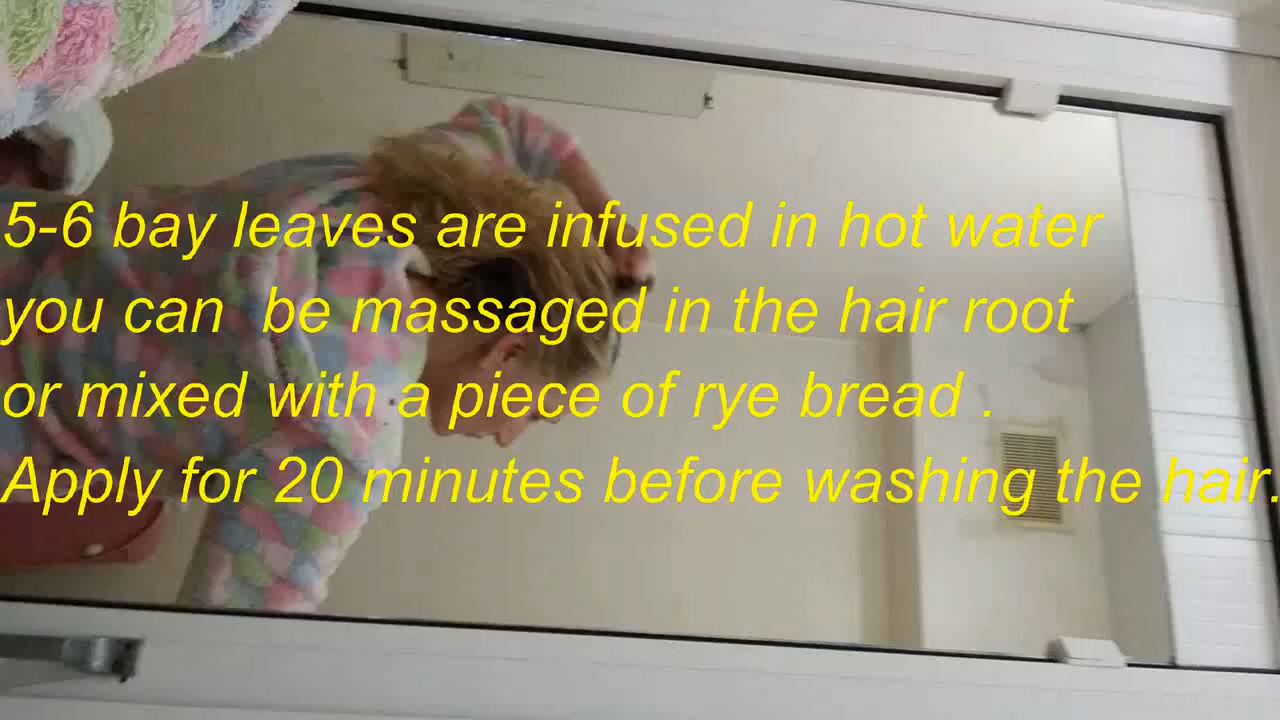 5-6 bay leaves are infused in hot water
you can  be massaged in the hair root
or mixed with a piece of rye bread .
Apply for 20 minutes before washing the hair.